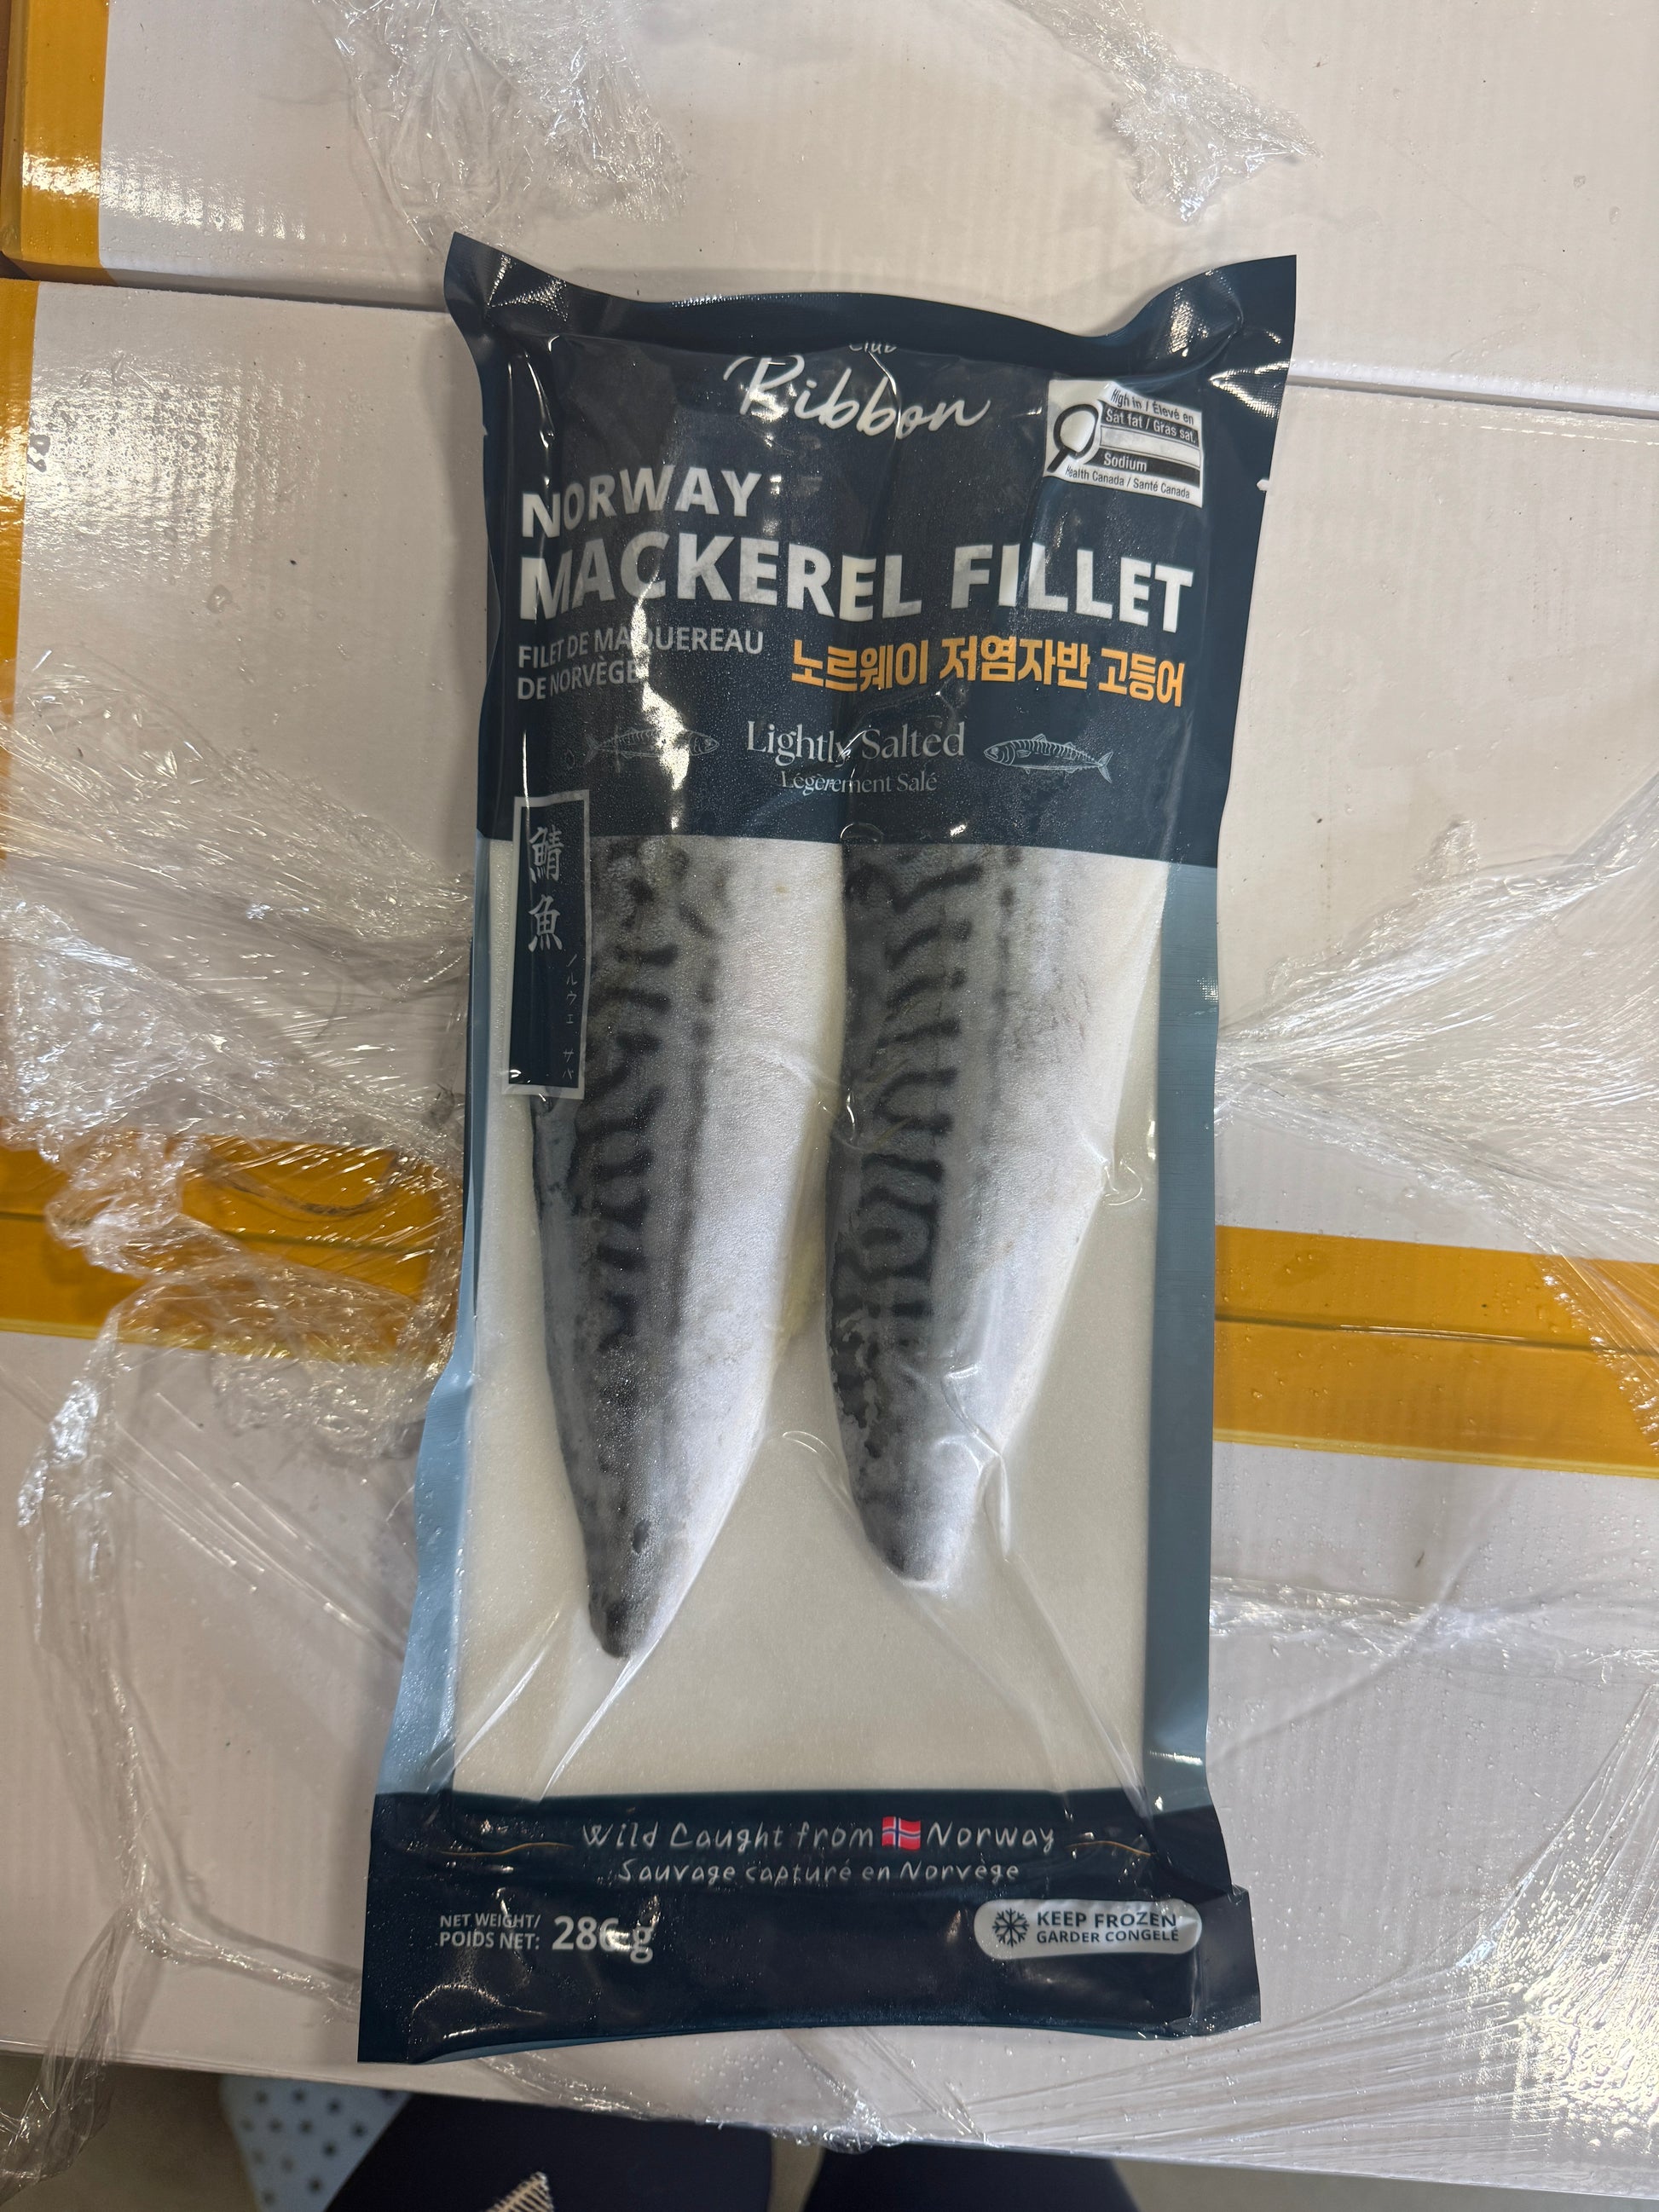 Club
Ribbon
High in / Élevé en
Sat fat / Gras sat.
Sodium
Health Canada / Santé Canada
NORWAY
MACKEREL FILLET
FILET DE MAQUEREAU
DE NORVÈGE
노르웨이 저염자반 고등어
Lightly Salted
Légèrement Salé
鯖魚
ノルウェー サバ
Wild Caught from Norway
Sauvage capturé en Norvège
NET WEIGHT/
POIDS NET: 286 g
KEEP FROZEN
GARDER CONGELÉ